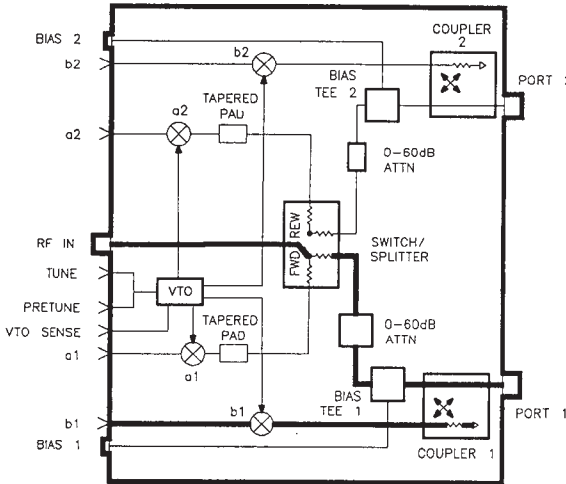 COUPLER
2
BIAS 2
b2
b2
BIAS
TEE 2
PORT 2
a2
TAPERED
PAD
a2
0-60dB
ATTN
REW
FWD
RF IN
SWITCH/
SPLITTER
TUNE
VTO
PRETUNE
VTO SENSE
TAPERED
PAD
0-60dB
ATTN
a1
a1
BIAS
TEE 1
b1
b1
PORT 1
BIAS 1
COUPLER 1